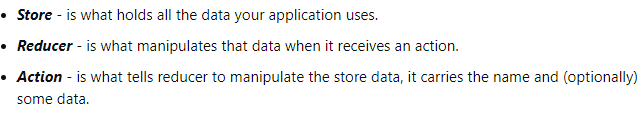 • Store - is what holds all the data your application uses.
• Reducer - is what manipulates that data when it receives an action.
• Action - is what tells reducer to manipulate the store data, it carries the name and (optionally)
some data.